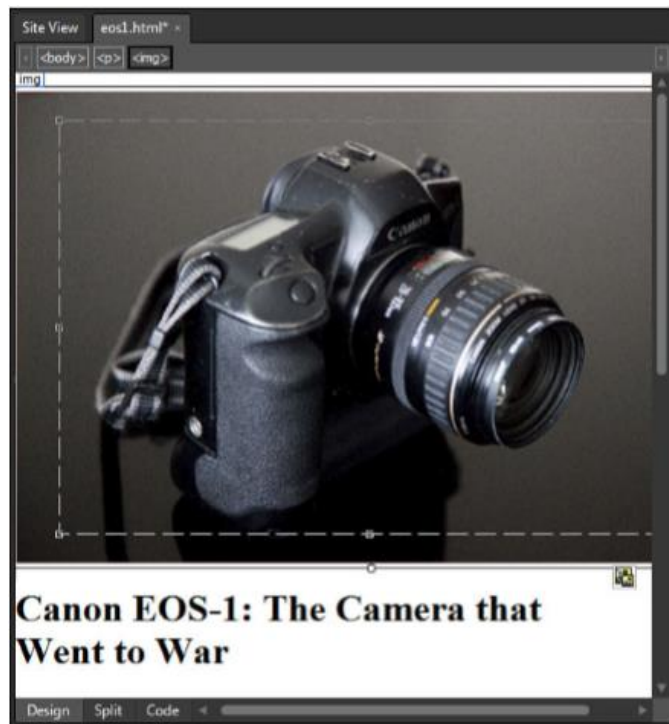 Site View eos1.html* ×
<body> <p> <img>
img
Canon
Canon EOS-1: The Camera that
Went to War
Design Split Code